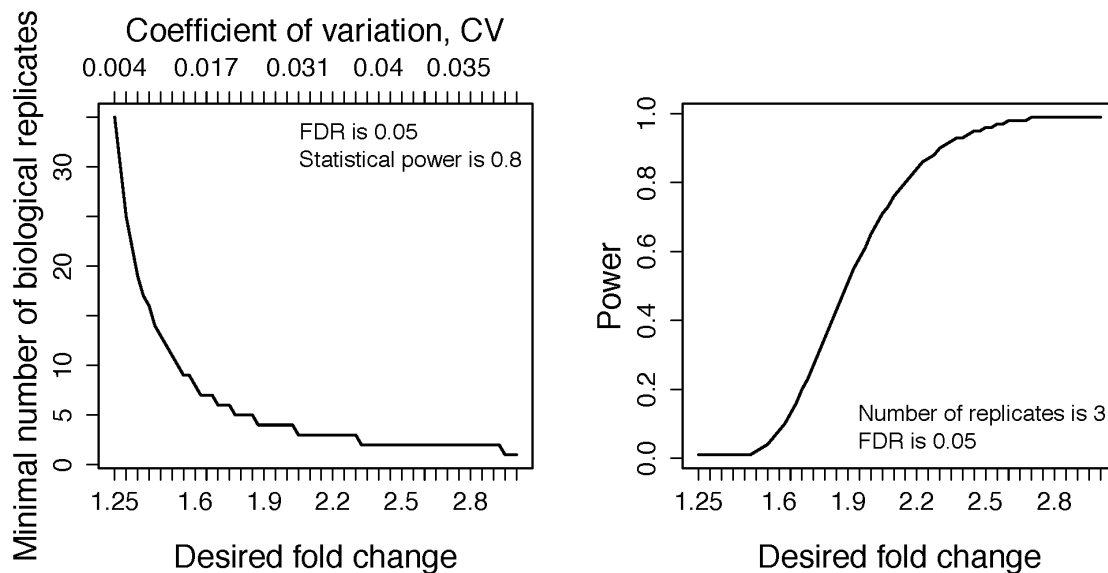 Coefficient of variation, CV
0.004 0.017 0.031 0.04 0.035
Minimal number of biological replicates
30
20
10
5
0
FDR is 0.05
Statistical power is 0.8
1.25 1.6 1.9 2.2 2.5 2.8
Desired fold change
Power
1.0
0.8
0.6
0.4
0.2
0.0
Number of replicates is 3
FDR is 0.05
1.25 1.6 1.9 2.2 2.5 2.8
Desired fold change